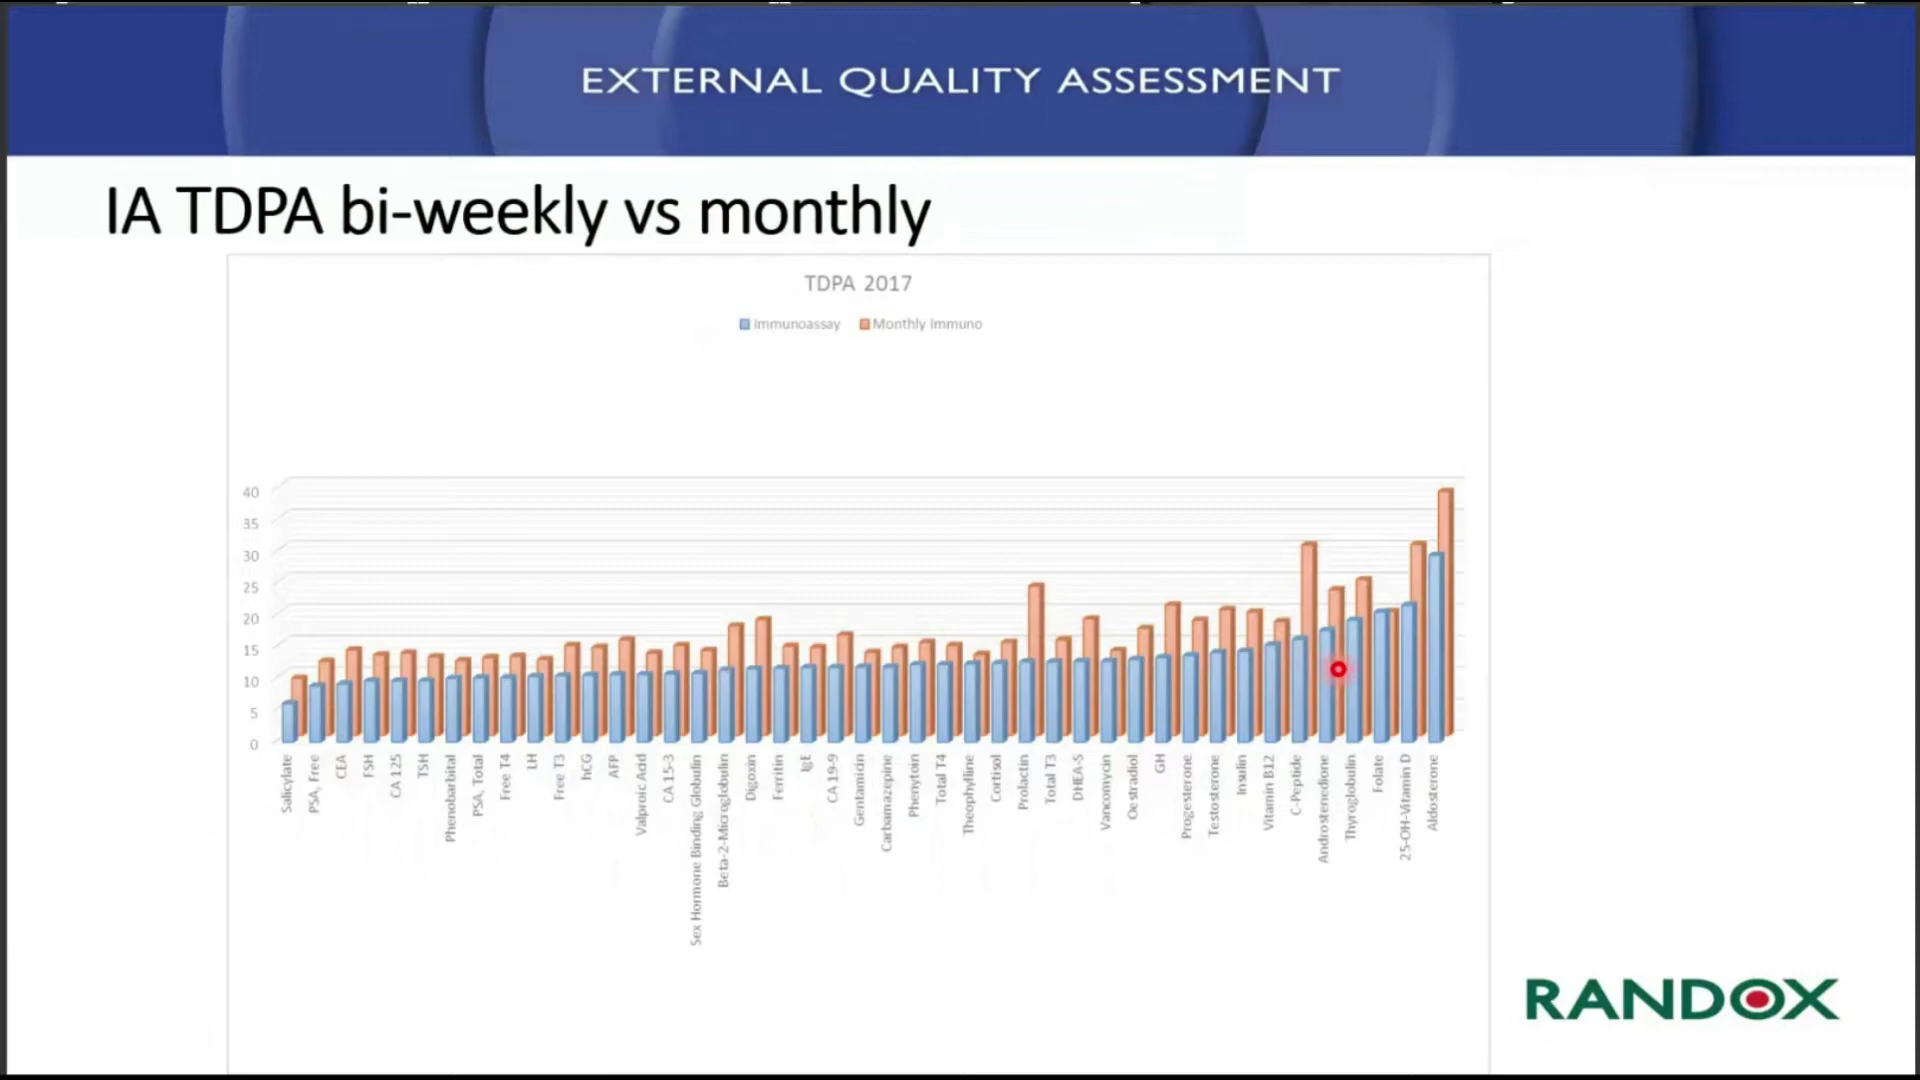 EXTERNAL QUALITY ASSESSMENT
IA TDPA bi-weekly vs monthly
TDPA 2017
Immunoassay
Monthly Immuno
40
35
30
25
20
15
10
5
0
Salicylate
PSA, Free
CEA
FSH
CA 125
TSH
Phenobarbital
PSA, Total
Free T4
LH
Free T3
hCG
AFP
Valproic Acid
CA 15-3
Sex Hormone Binding Globulin
Beta-2-Microglobulin
Digoxin
Ferritin
IgE
CA 19-9
Gentamicin
Carbamazepine
Phenytoin
Total T4
Theophylline
Cortisol
Prolactin
Total T3
DHEA-S
Vancomycin
Oestradiol
GH
Progesterone
Testosterone
Insulin
Vitamin B12
C-Peptide
Androstenedione
Thyroglobulin
Folate
25-OH-Vitamin D
Aldosterone
RANDOX